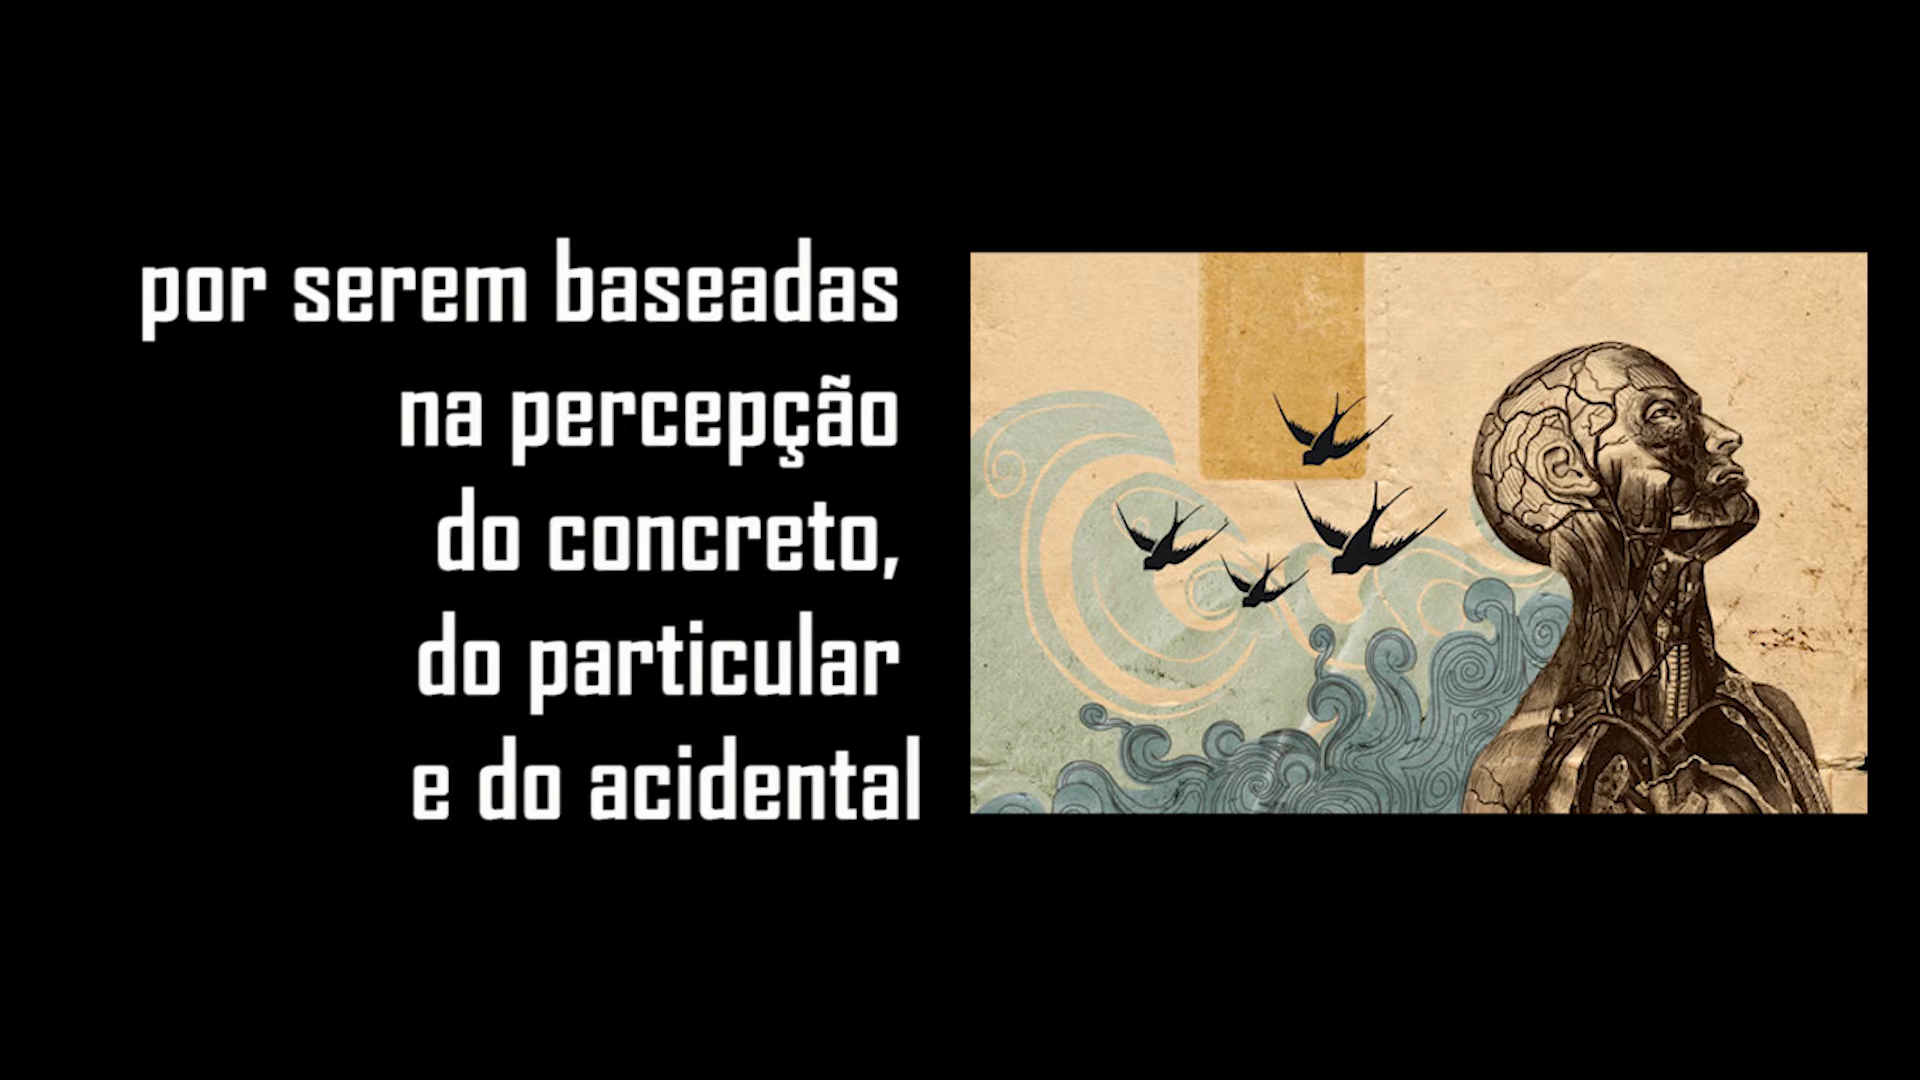 por serem baseadas
na percepção
do concreto,
do particular
e do acidental